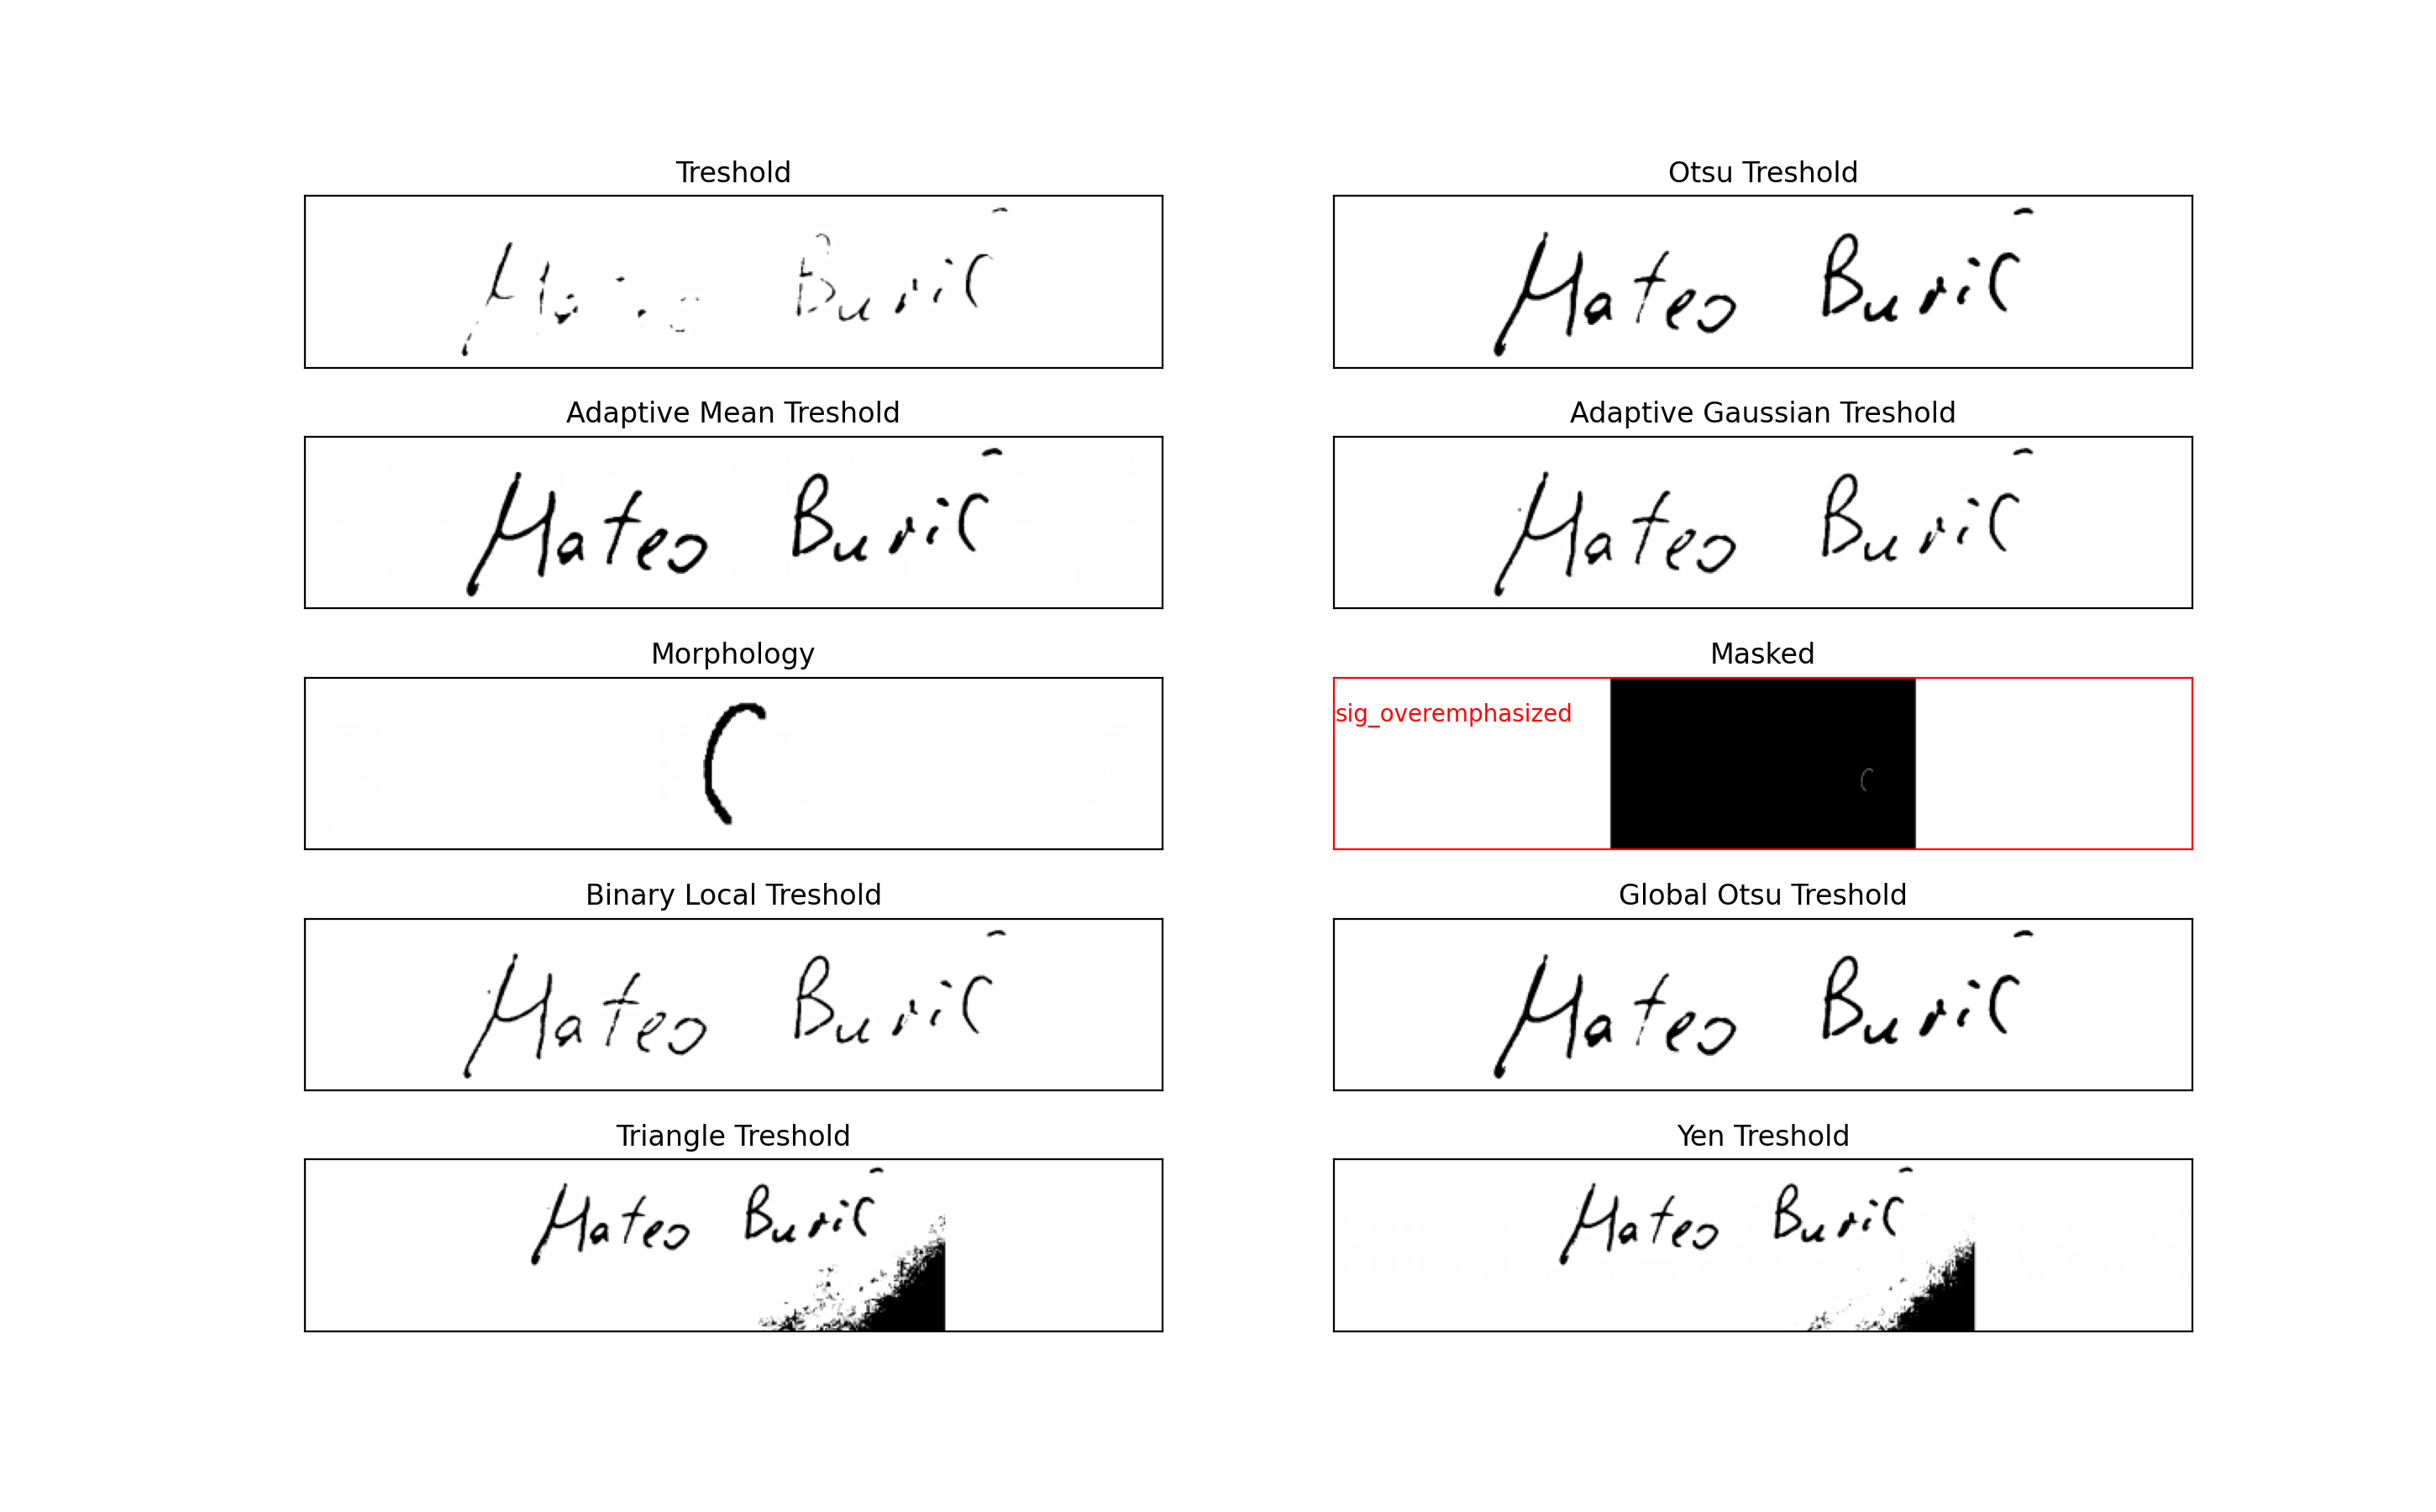 Treshold
Otsu Treshold
Mateo Burić
Adaptive Mean Treshold
Adaptive Gaussian Treshold
Mateo Burić
Mateo Burić
Morphology
Masked
sig_overemphasized
Binary Local Treshold
Global Otsu Treshold
Mateo Burić
Mateo Burić
Triangle Treshold
Yen Treshold
Mateo Burić
Mateo Burić